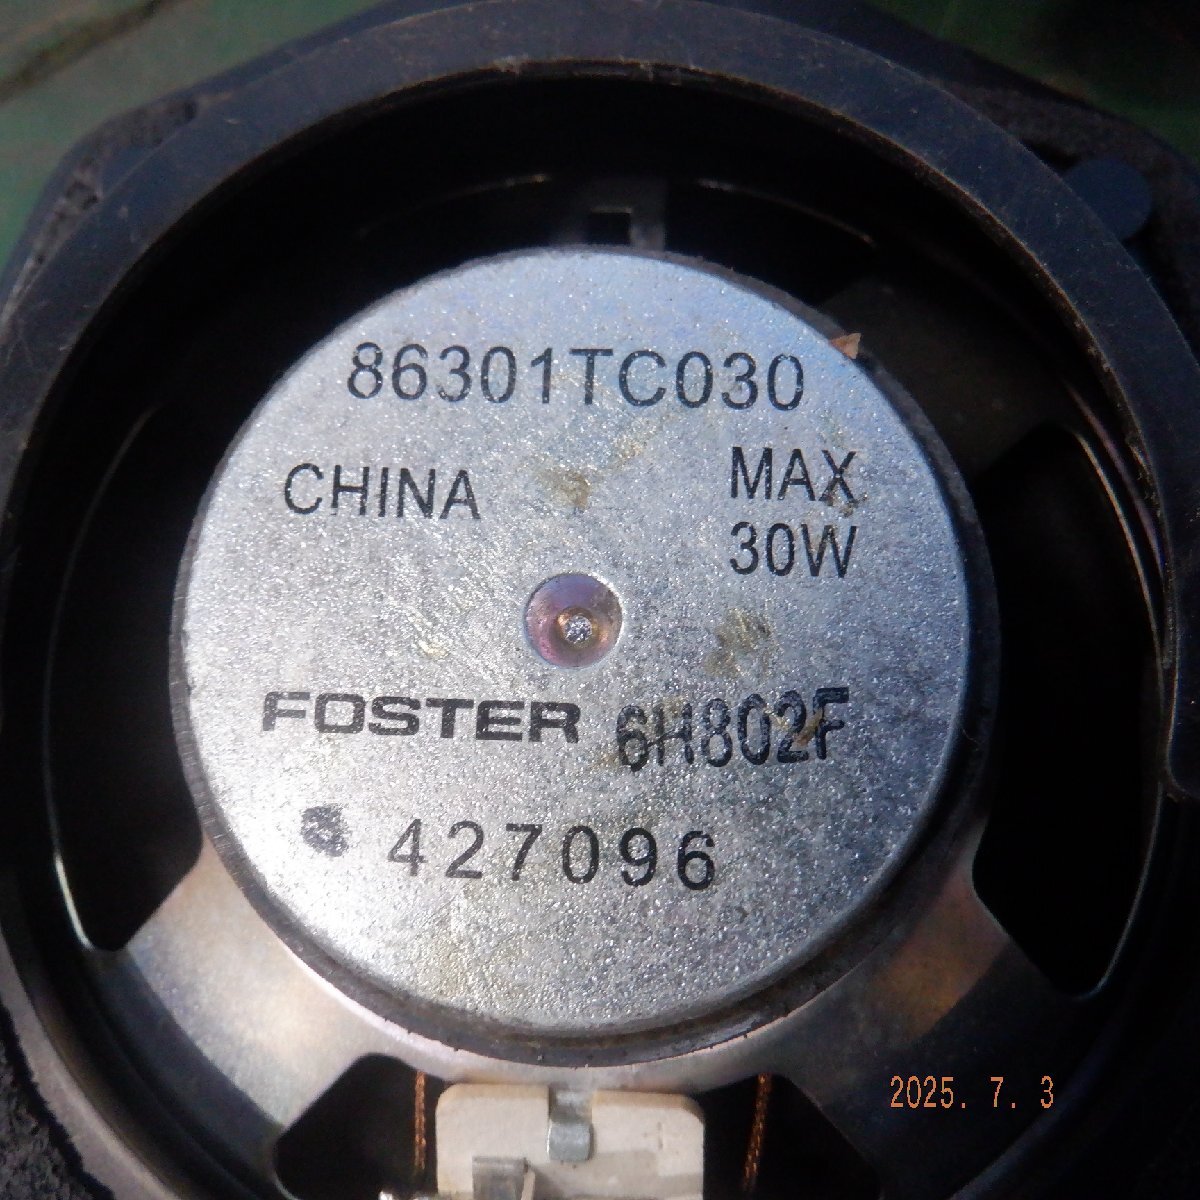 86301TC030
CHINA
MAX
30W
FOSTER 6H802F
427096
2025. 7. 3